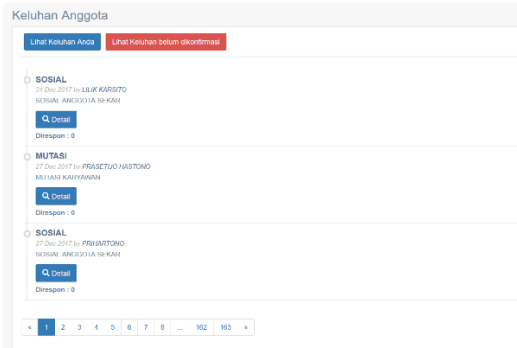 Keluhan Anggota
Lihat Keluhan Anda Lihat Keluhan belum dikonfirmasi
SOSIAL
21 Dec 2017 by LILIK KARSITO
SOSIAL ANGGOTA SEKAR
Detail
Direspon : 0
MUTASI
27 Dec 2017 by PRASETIJO HASTONO
MUTASI KARYAWAN
Detail
Direspon : 0
SOSIAL
27 Dec 2017 by PRIHARTONO
SOSIAL ANGGOTA SEKAR
Detail
Direspon : 0
« 1 2 3 4 5 6 7 8 ... 162 163 »